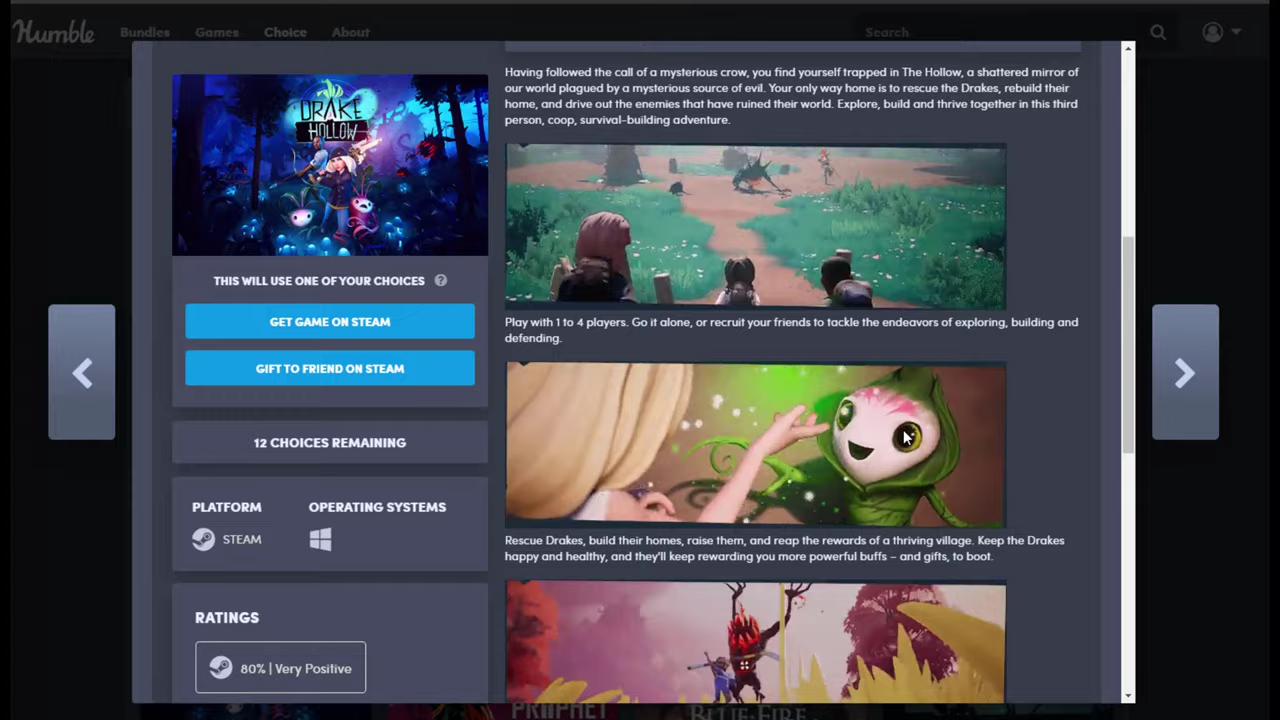 Humble
Bundles Games Choice About Search
DRAKE
HOLLOW
THIS WILL USE ONE OF YOUR CHOICES ?
GET GAME ON STEAM
GIFT TO FRIEND ON STEAM
12 CHOICES REMAINING
PLATFORM OPERATING SYSTEMS
STEAM
RATINGS
80% | Very Positive
Having followed the call of a mysterious crow, you find yourself trapped in The Hollow, a shattered mirror of
our world plagued by a mysterious source of evil. Your only way home is to rescue the Drakes, rebuild their
home, and drive out the enemies that have ruined their world. Explore, build and thrive together in this third
person, coop, survival-building adventure.
Play with 1 to 4 players. Go it alone, or recruit your friends to tackle the endeavors of exploring, building and
defending.
Rescue Drakes, build their homes, raise them, and reap the rewards of a thriving village. Keep the Drakes
happy and healthy, and they'll keep rewarding you more powerful buffs – and gifts, to boot.
PROPHET
BLUE FIRE